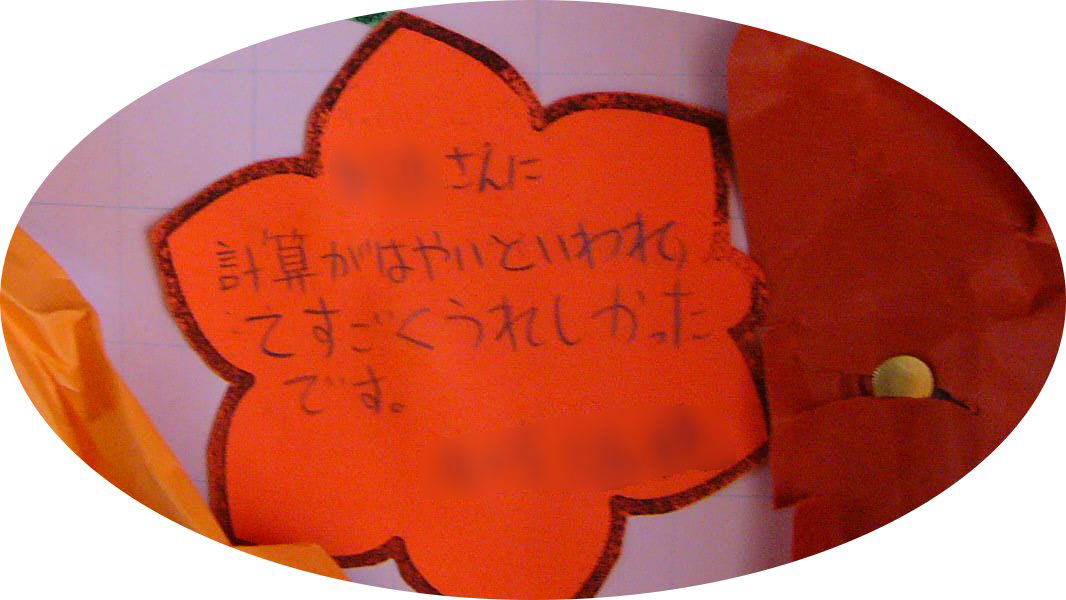 さんに
計算がはやいといわれ
てすごくうれしかった
です。